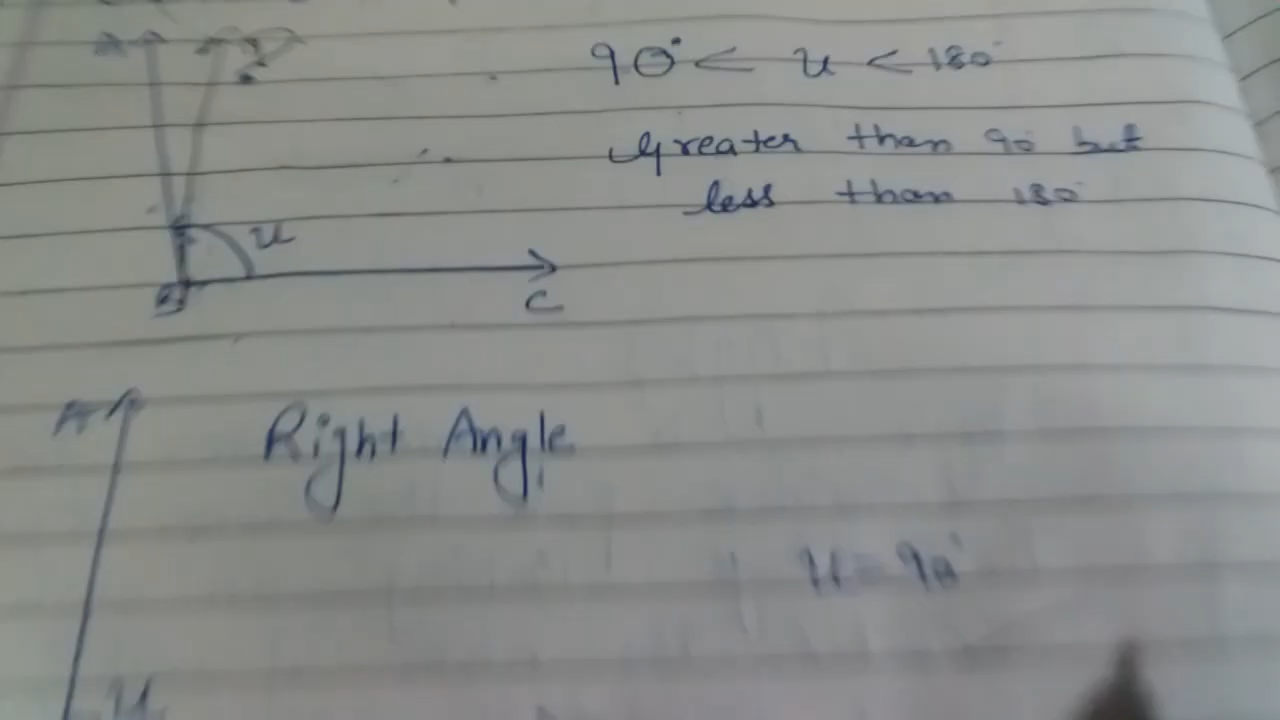 A
90° < u < 180°
Greater than 90° but
less than 180°
u
B
C
A
Right Angle
u = 90°
u